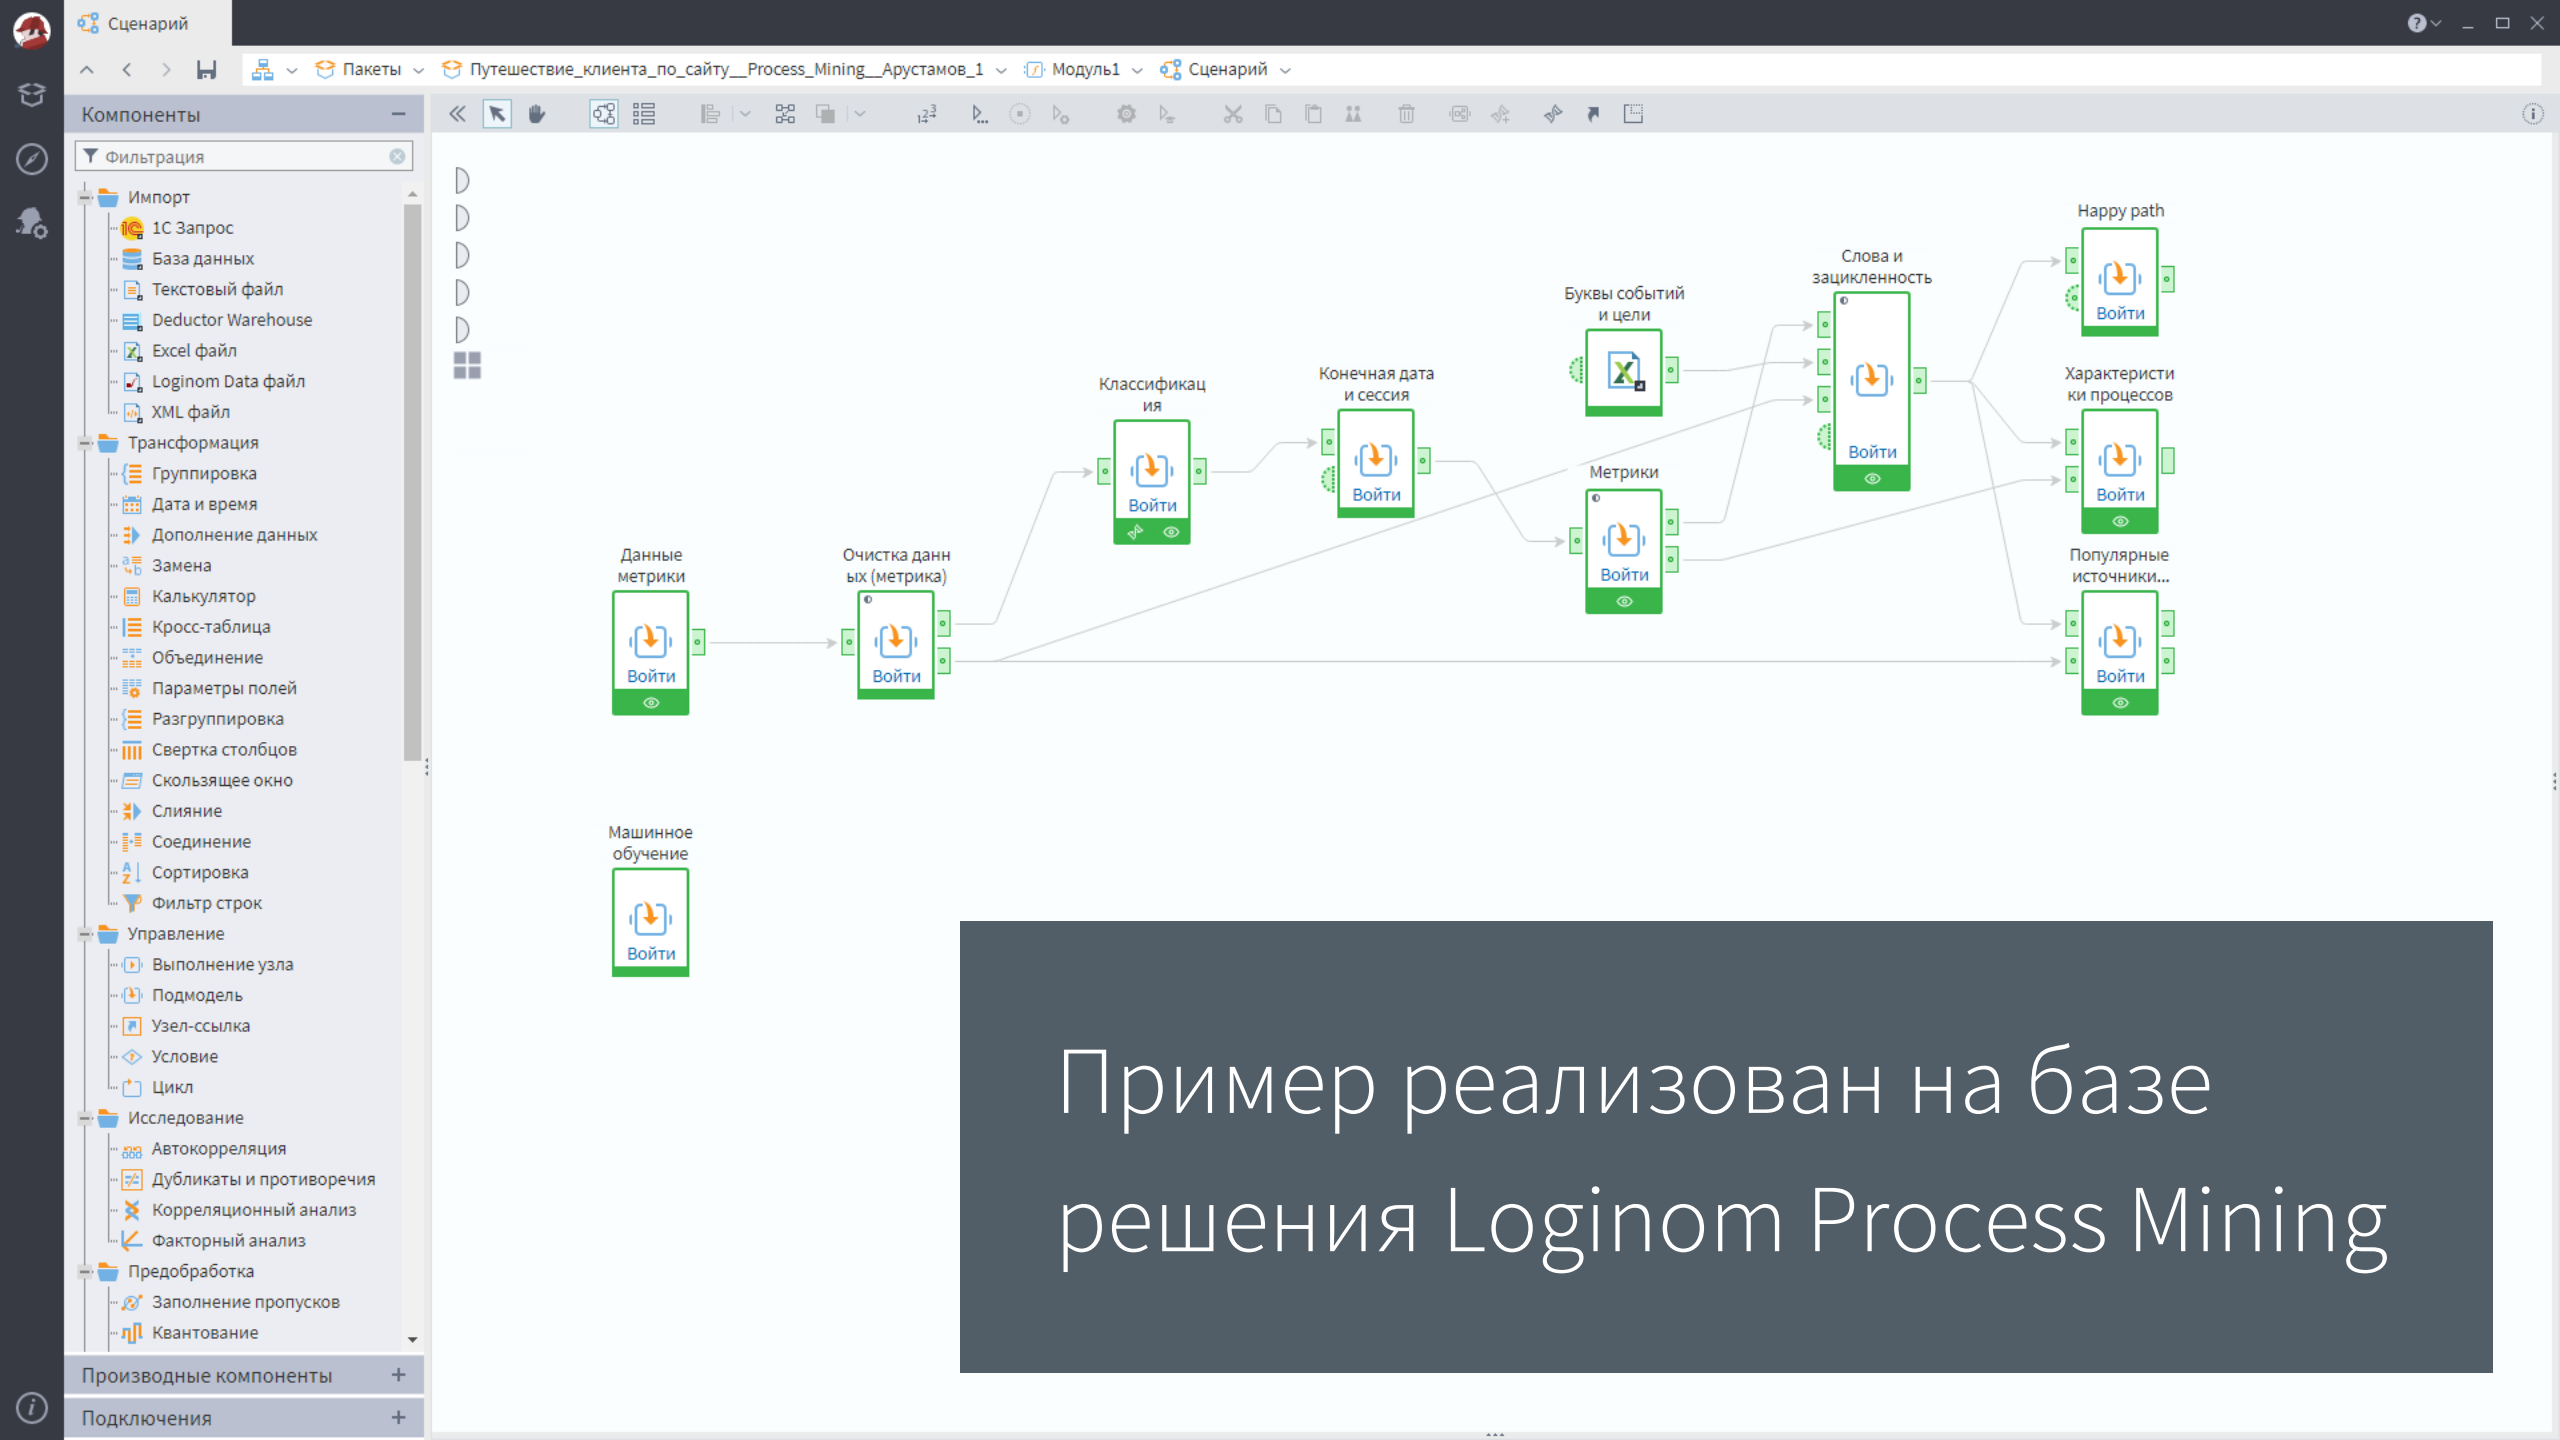 Сценарий
Пакеты
Путешествие_клиента_по_сайту__Process_Mining__Арустамов_1
Модуль1
Сценарий
Компоненты
Фильтрация
Импорт
1С Запрос
База данных
Текстовый файл
Deductor Warehouse
Excel файл
Loginom Data файл
XML файл
Трансформация
Группировка
Дата и время
Дополнение данных
Замена
Калькулятор
Кросс-таблица
Объединение
Параметры полей
Разгруппировка
Свертка столбцов
Скользящее окно
Слияние
Соединение
Сортировка
Фильтр строк
Управление
Выполнение узла
Подмодель
Узел-ссылка
Условие
Цикл
Исследование
Автокорреляция
Дубликаты и противоречия
Корреляционный анализ
Факторный анализ
Предобработка
Заполнение пропусков
Квантование
Производные компоненты
Подключения
Данные
метрики
Войти
Очистка данн
ых (метрика)
Войти
Классификац
ия
Войти
Конечная дата
и сессия
Войти
Буквы событий
и цели
Метрики
Войти
Слова и
зацикленность
Войти
Happy path
Войти
Характеристи
ки процессов
Войти
Популярные
источники...
Войти
Машинное
обучение
Войти
Пример реализован на базе
решения Loginom Process Mining